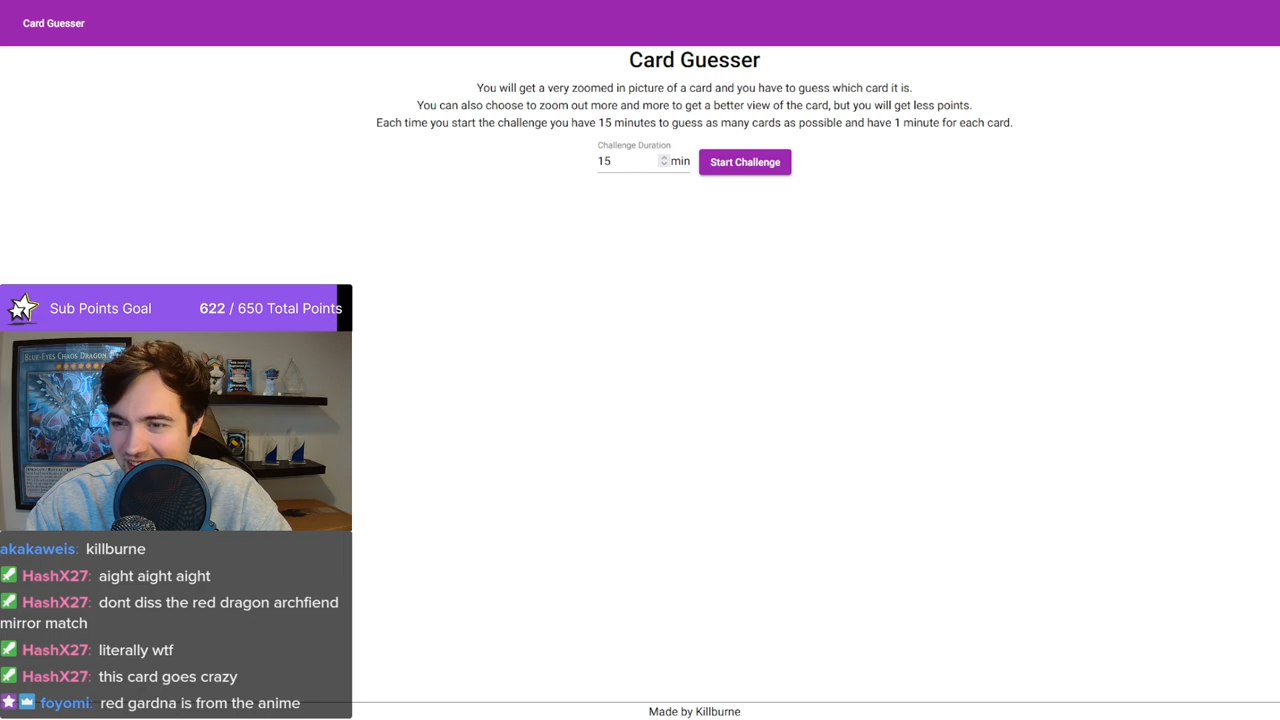 Card Guesser
Card Guesser
You will get a very zoomed in picture of a card and you have to guess which card it is.
You can also choose to zoom out more and more to get a better view of the card, but you will get less points.
Each time you start the challenge you have 15 minutes to guess as many cards as possible and have 1 minute for each card.
Challenge Duration
15 min
Start Challenge
Sub Points Goal 622 / 650 Total Points
BLUE-EYES CHAOS DRAGON
akakaweis: killburne
HashX27: aight aight aight
HashX27: dont diss the red dragon archfiend
mirror match
HashX27: literally wtf
HashX27: this card goes crazy
foyomi: red gardna is from the anime
Made by Killburne